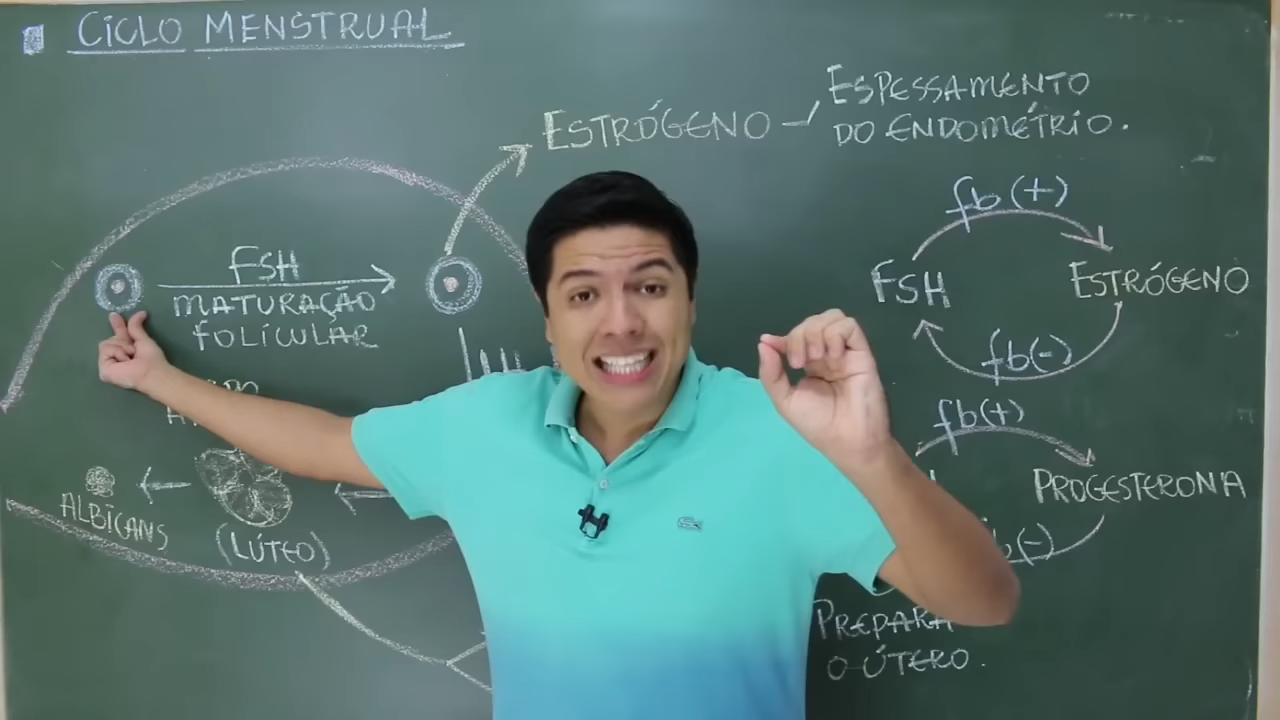 CICLO MENSTRUAL
ESTRÓGENO
ESPESSAMENTO
DO ENDOMÉTRIO.
FSH
MATURAÇÃO
FOLICULAR
fb(+)
FSH
ESTRÓGENO
fb(-)
fb(+)
PROGESTERONA
(-)
ALBICANS
(LÚTEO)
PREPARA
O ÚTERO.